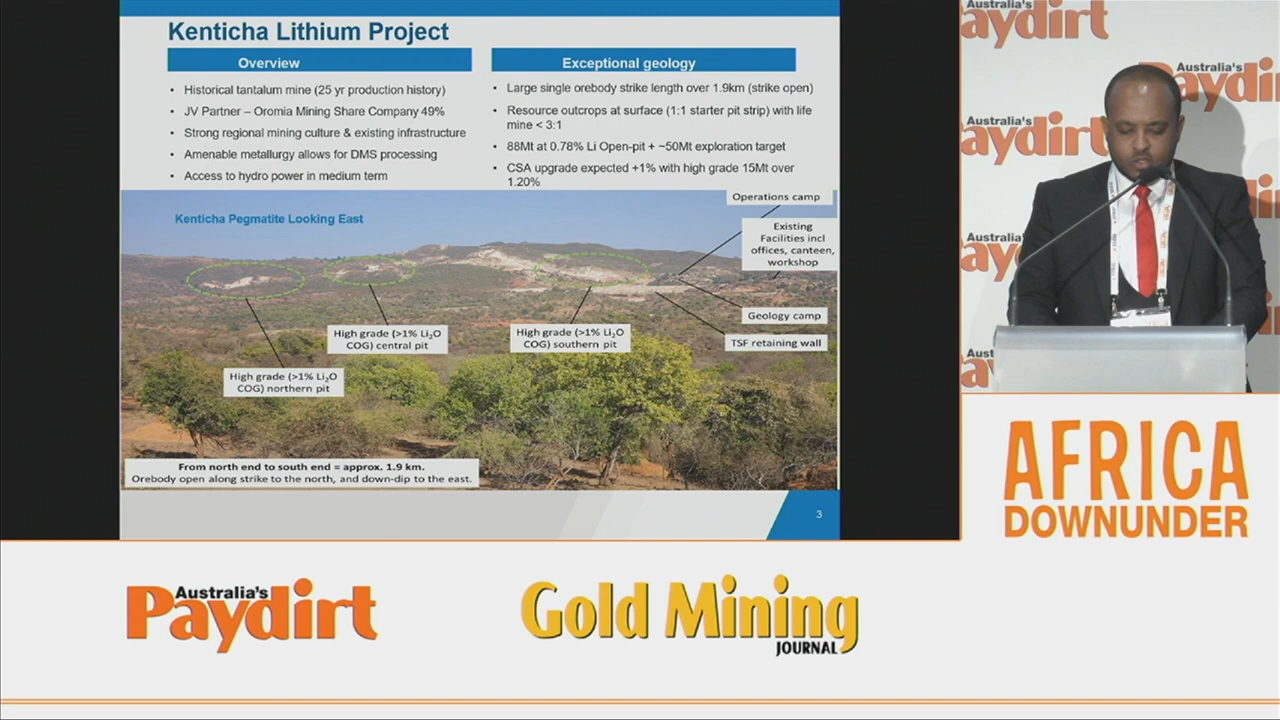 Kenticha Lithium Project
Overview
• Historical tantalum mine (25 yr production history)
• JV Partner – Oromia Mining Share Company 49%
• Strong regional mining culture & existing infrastructure
• Amenable metallurgy allows for DMS processing
• Access to hydro power in medium term
Exceptional geology
• Large single orebody strike length over 1.9km (strike open)
• Resource outcrops at surface (1:1 starter pit strip) with life
mine < 3:1
• 88Mt at 0.78% Li Open-pit + ~50Mt exploration target
• CSA upgrade expected +1% with high grade 15Mt over
1.20%
Kenticha Pegmatite Looking East
Operations camp
Existing
Facilities incl
offices, canteen,
workshop
Geology camp
TSF retaining wall
High grade (>1% Li₂O
COG) central pit
High grade (>1% Li₂O
COG) southern pit
High grade (>1% Li₂O
COG) northern pit
From north end to south end = approx. 1.9 km.
Orebody open along strike to the north, and down-dip to the east.
3
Australia's
aydirt
Australia's
Paydirt
Australia's
aydirt
Australia's
AFRICA
DOWNUNDER
Australia's
Paydirt
Gold Mining
JOURNAL